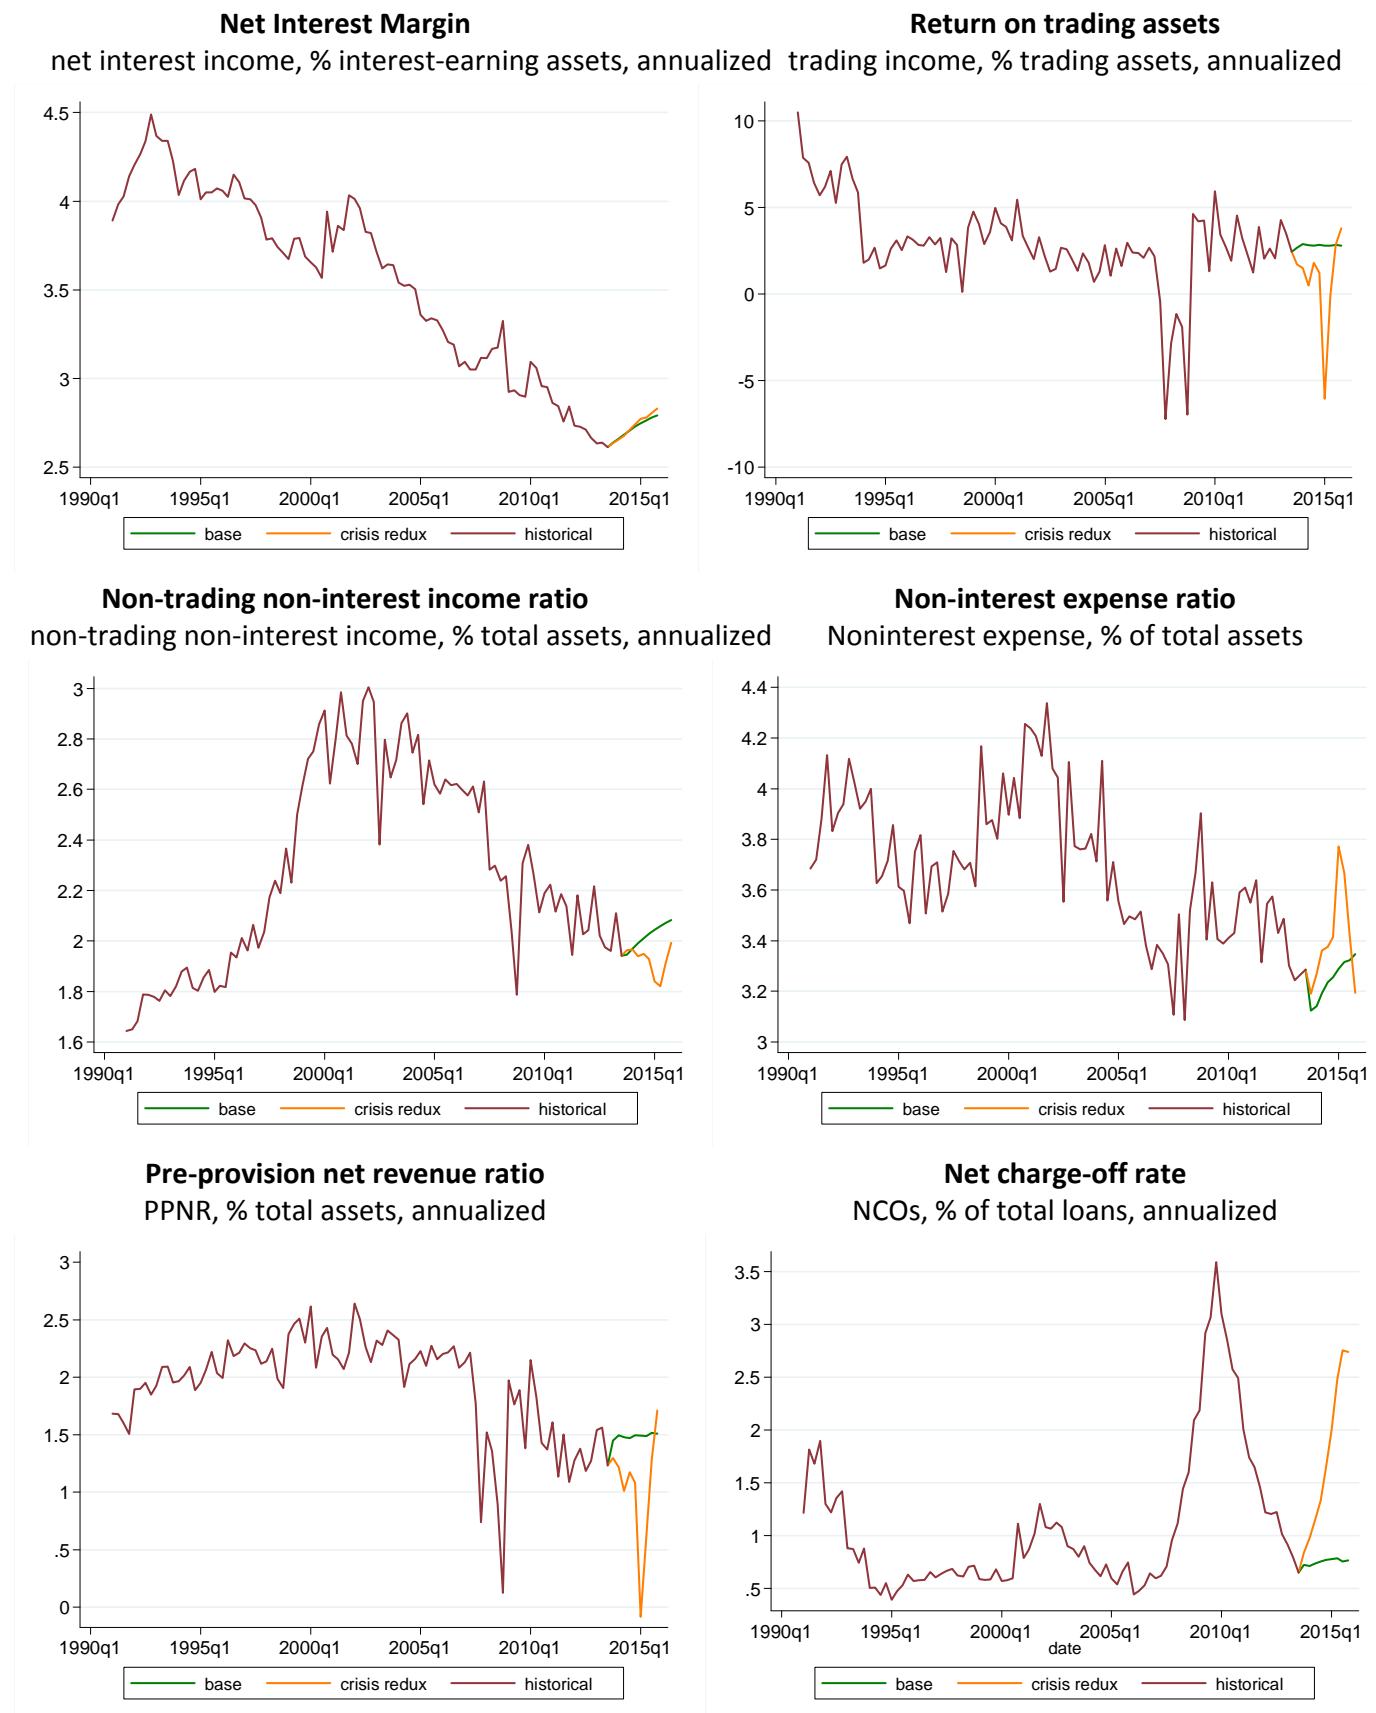 Net Interest Margin
net interest income, % interest-earning assets, annualized
4.5
4
3.5
3
2.5
1990q1 1995q1 2000q1 2005q1 2010q1 2015q1
base crisis redux historical
Return on trading assets
trading income, % trading assets, annualized
10
5
0
-5
-10
1990q1 1995q1 2000q1 2005q1 2010q1 2015q1
base crisis redux historical
Non-trading non-interest income ratio
non-trading non-interest income, % total assets, annualized
3
2.8
2.6
2.4
2.2
2
1.8
1.6
1990q1 1995q1 2000q1 2005q1 2010q1 2015q1
base crisis redux historical
Non-interest expense ratio
Noninterest expense, % of total assets
4.4
4.2
4
3.8
3.6
3.4
3.2
3
1990q1 1995q1 2000q1 2005q1 2010q1 2015q1
base crisis redux historical
Pre-provision net revenue ratio
PPNR, % total assets, annualized
3
2.5
2
1.5
1
.5
0
1990q1 1995q1 2000q1 2005q1 2010q1 2015q1
base crisis redux historical
Net charge-off rate
NCOs, % of total loans, annualized
3.5
3
2.5
2
1.5
1
.5
1990q1 1995q1 2000q1 2005q1 2010q1 2015q1
date
base crisis redux historical